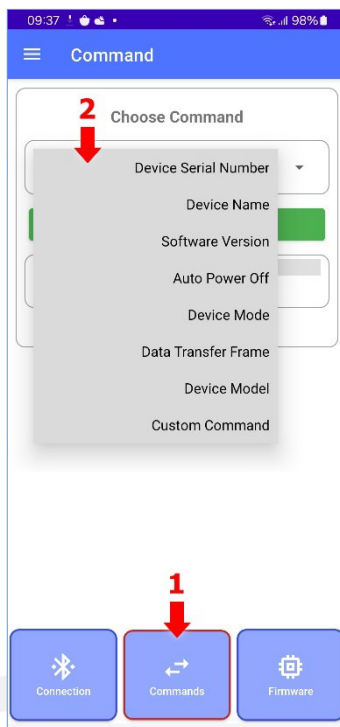 09:37 98%
Command
2
Choose Command
Device Serial Number
Device Name
Software Version
Auto Power Off
Device Mode
Data Transfer Frame
Device Model
Custom Command
1
Connection
Commands
Firmware